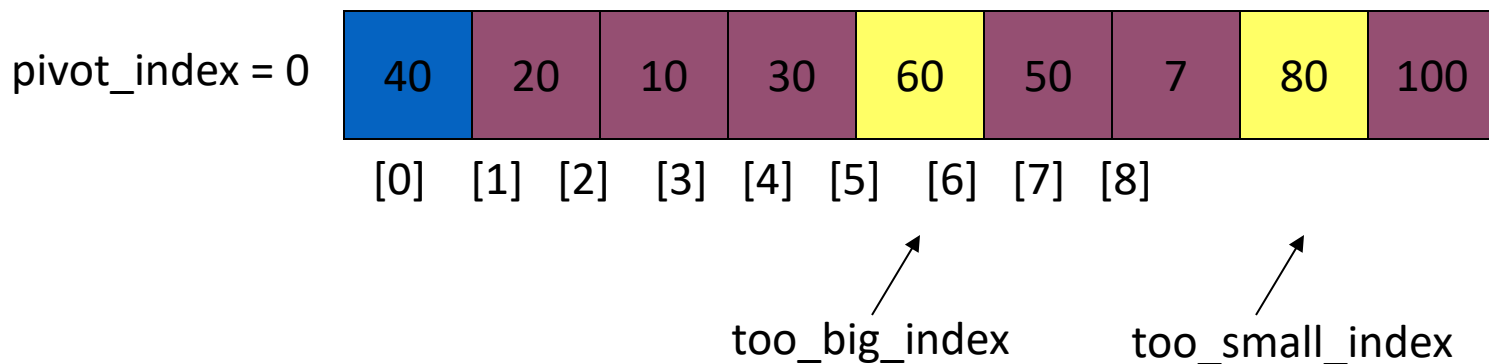 pivot_index = 0 40 20 10 30 60 50 7 80 100
[0] [1] [2] [3] [4] [5] [6] [7] [8]
too_big_index too_small_index